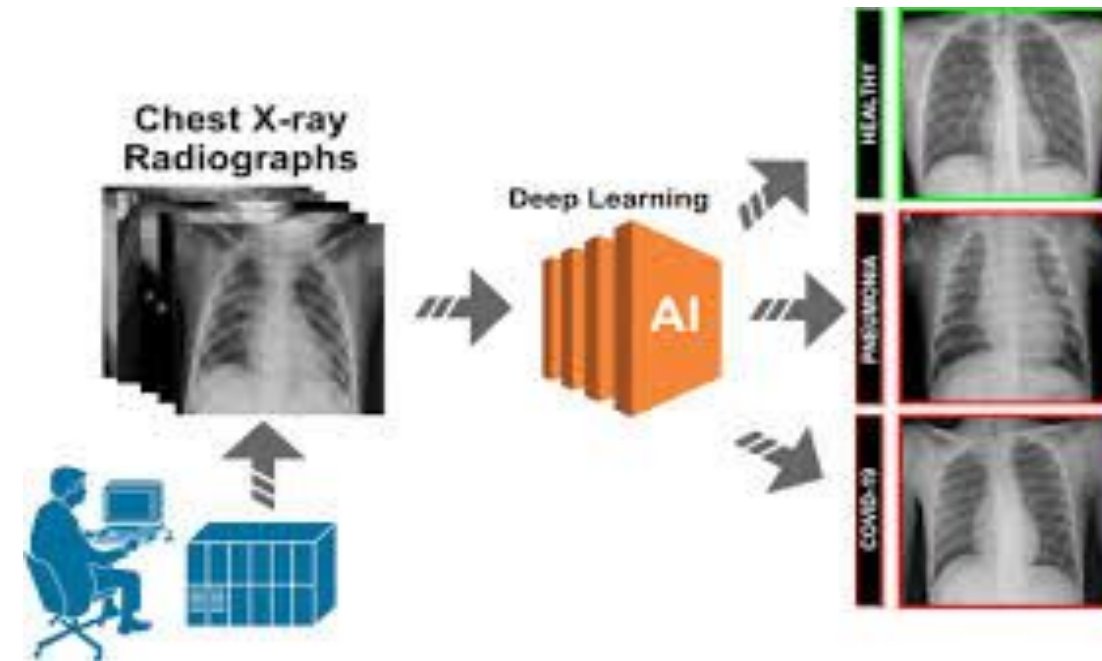 Chest X-ray
Radiographs
Deep Learning
AI
HEALTHY
PNEUMONIA
COVID-19